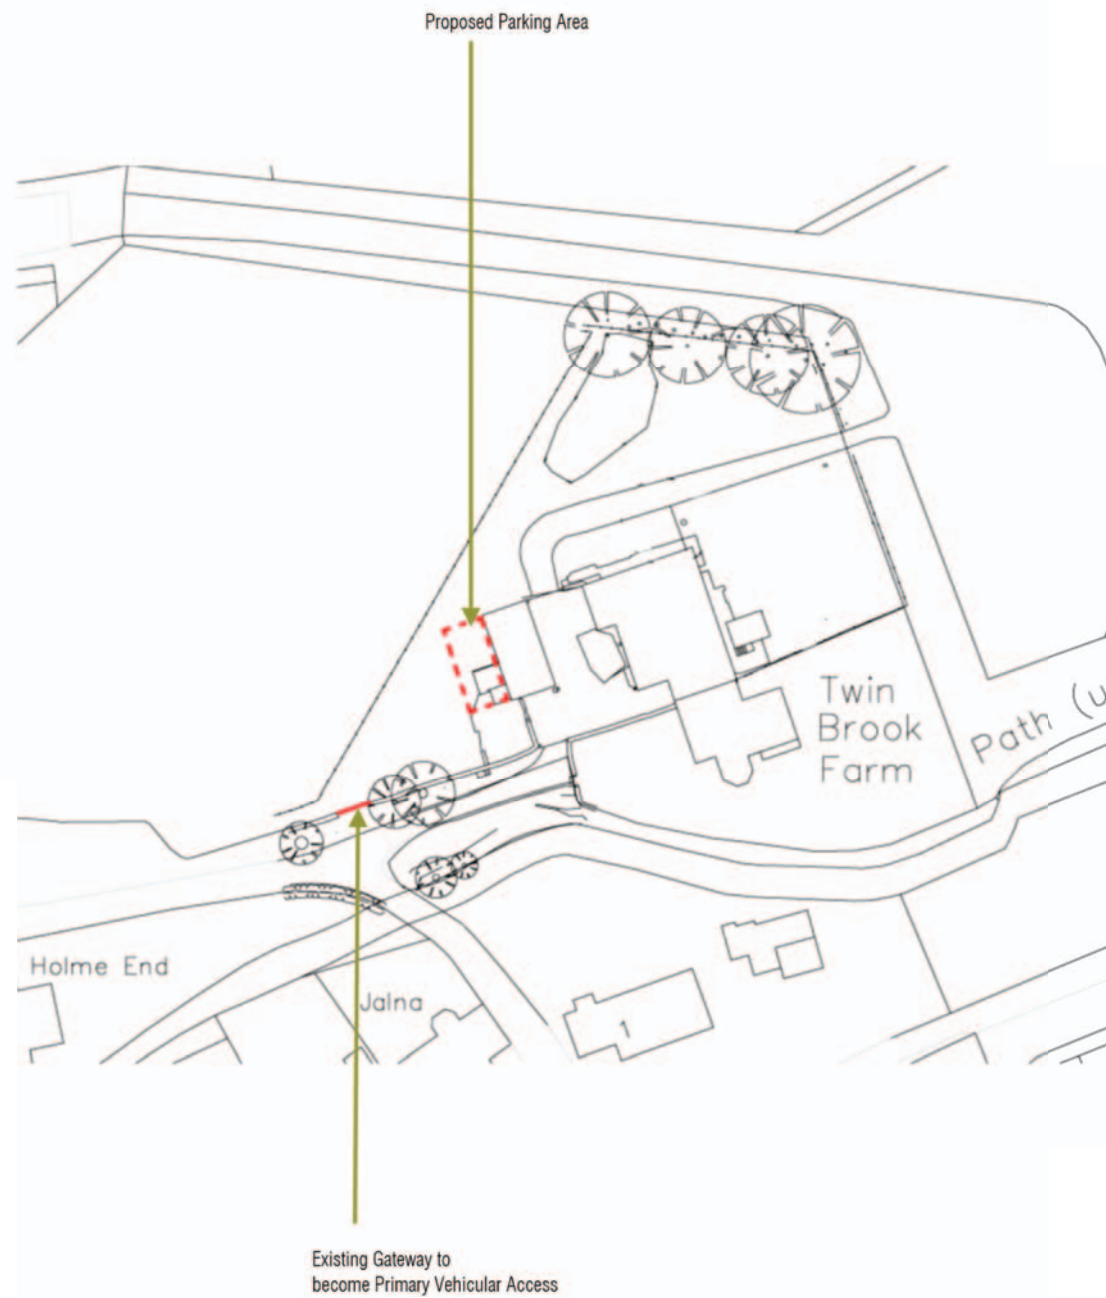 Proposed Parking Area
Twin
Brook
Farm
Path (u
Holme End
Jalna
1
Existing Gateway to
become Primary Vehicular Access